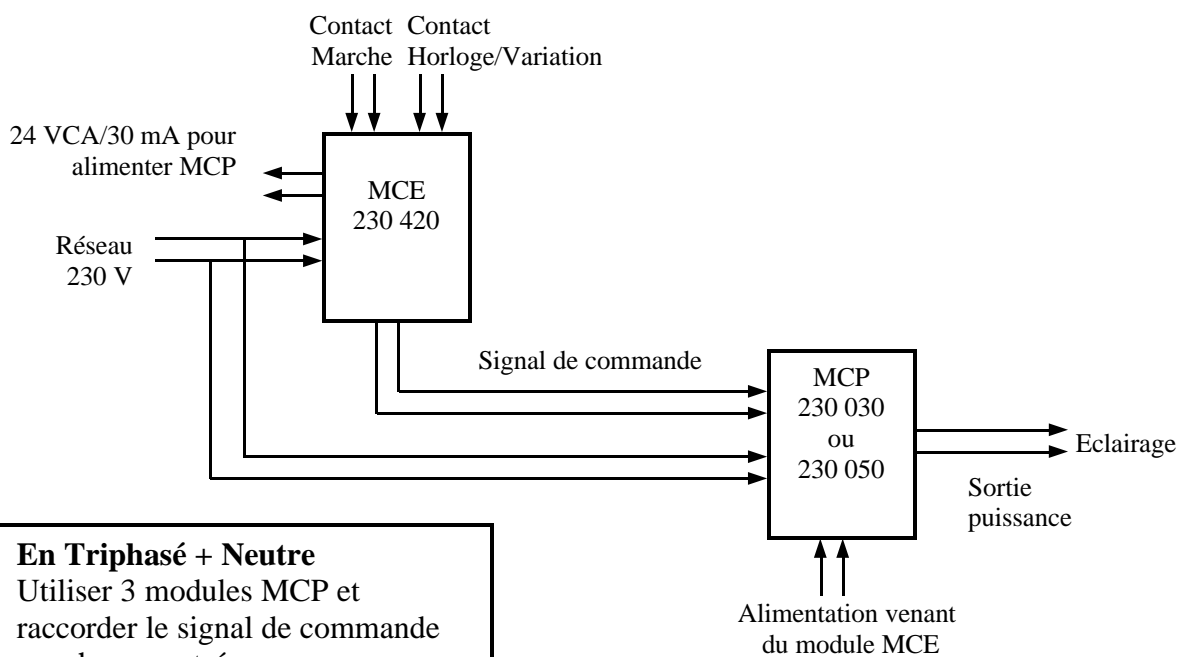 Contact Contact
Marche Horloge/Variation
24 VCA/30 mA pour
alimenter MCP
MCE
230 420
Réseau
230 V
Signal de commande
MCP
230 030
ou
230 050
Eclairage
Sortie
puissance
En Triphasé + Neutre
Utiliser 3 modules MCP et
raccorder le signal de commande
Alimentation venant
du module MCE